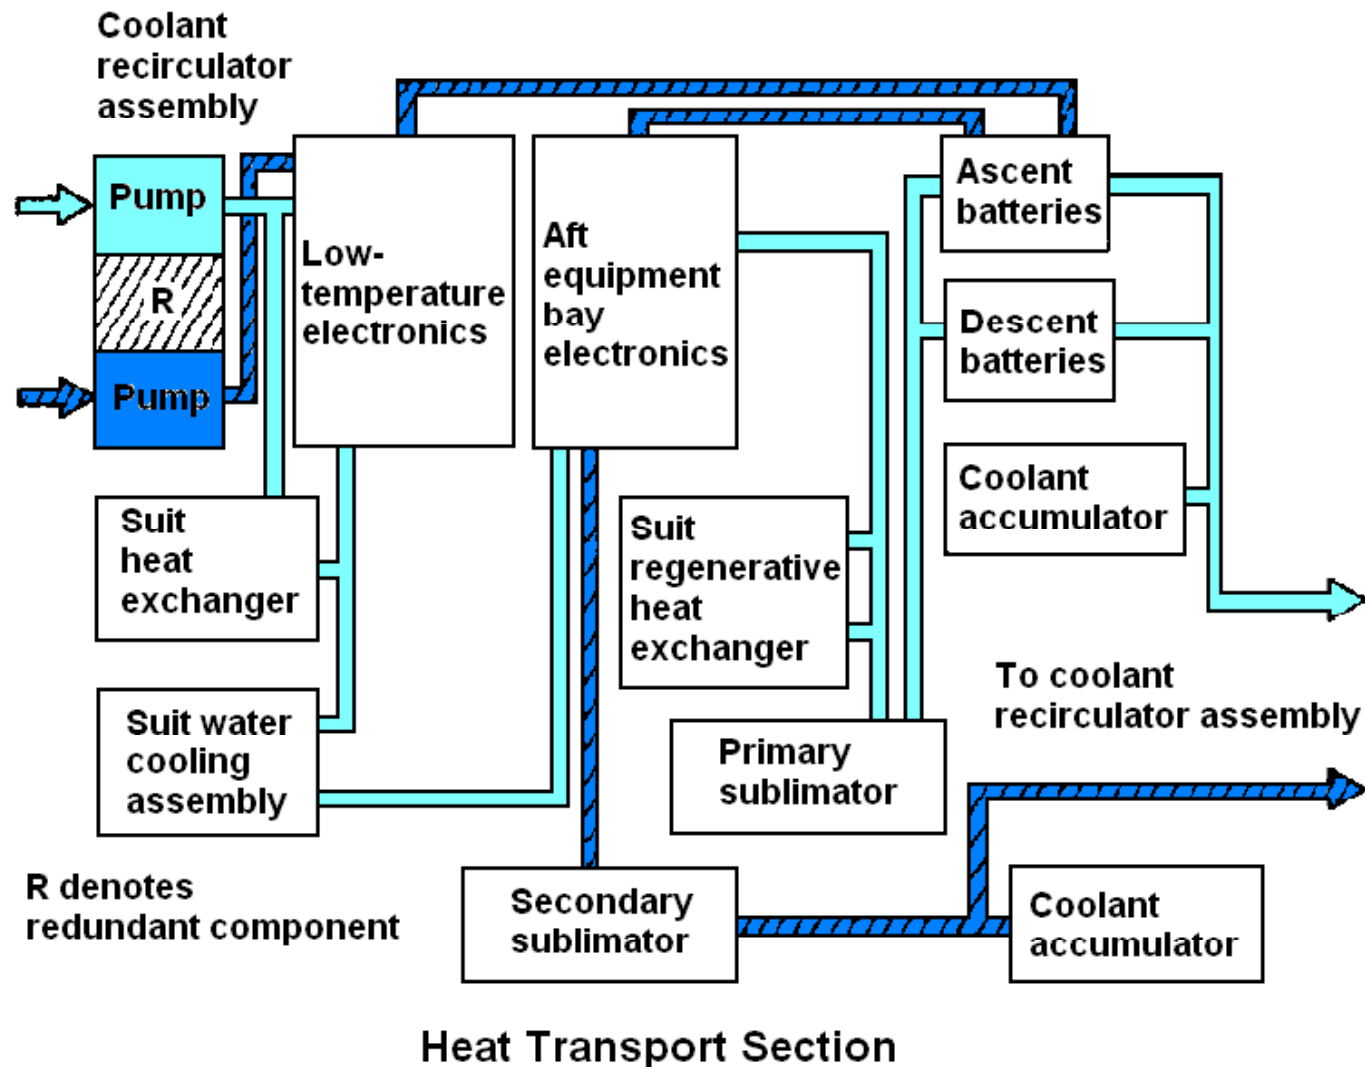 Coolant
recirculator
assembly
Pump
R
Pump
Low-
temperature
electronics
Aft
equipment
bay
electronics
Ascent
batteries
Descent
batteries
Coolant
accumulator
Suit
heat
exchanger
Suit
regenerative
heat
exchanger
Suit water
cooling
assembly
Primary
sublimator
To coolant
recirculator assembly
R denotes
redundant component
Secondary
sublimator
Coolant
accumulator
Heat Transport Section